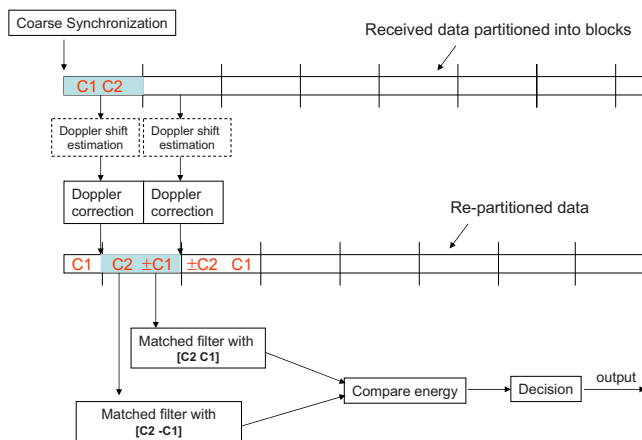 Coarse Synchronization
Received data partitioned into blocks
C1 C2
Doppler shift
estimation
Doppler shift
estimation
Doppler
correction
Doppler
correction
Re-partitioned data
C1 C2 ±C1 ±C2 C1
Matched filter with
[C2 C1]
Compare energy
Decision
output
Matched filter with
[C2 -C1]